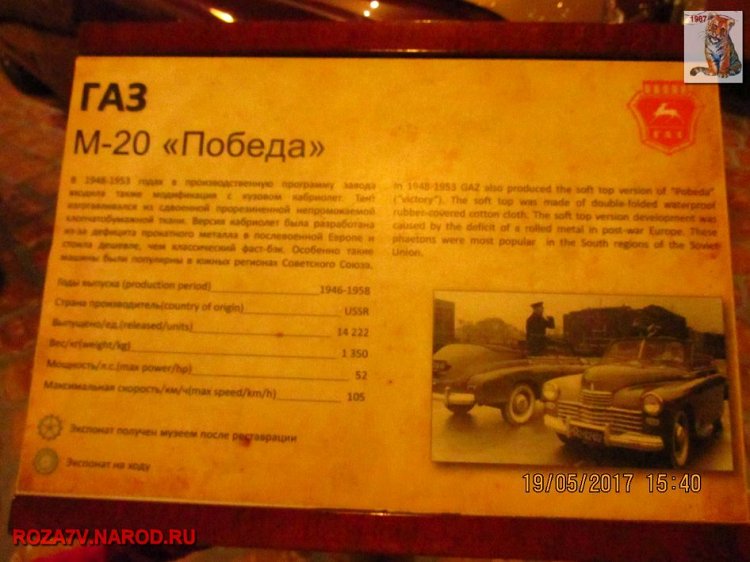 1987
ГАЗ
ГАЗ
М-20 «Победа»
В 1948-1953 годах в производственную программу завода
входила также модификация с кузовом кабриолет. Тент
изготавливался из сдвоенной прорезиненной непромокаемой
хлопчатобумажной ткани. Версия кабриолет была разработана
из-за дефицита прокатного металла в послевоенной Европе и
стоила дешевле, чем классический фаст-бэк. Особенно такие
машины были популярны в южных регионах Советского Союза.
In 1948-1953 GAZ also produced the soft top version of "Pobeda"
("victory"). The soft top was made of double-folded waterproof
rubber-covered cotton cloth. The soft top version development was
caused by the deficit of a rolled metal in post-war Europe. These
phaetons were most popular in the South regions of the Soviet
Union.
Годы выпуска (production period) 1946-1958
Страна производитель(country of origin) USSR
Выпущено/ед.(released/units) 14 222
Вес/кг(weight/kg) 1 350
Мощность/л.с.(max power/hp) 52
Максимальная скорость/км/ч(max speed/km/h) 105
Экспонат получен музеем после реставрации
Экспонат на ходу
19/05/2017 15:40
ROZA7V.NAROD.RU